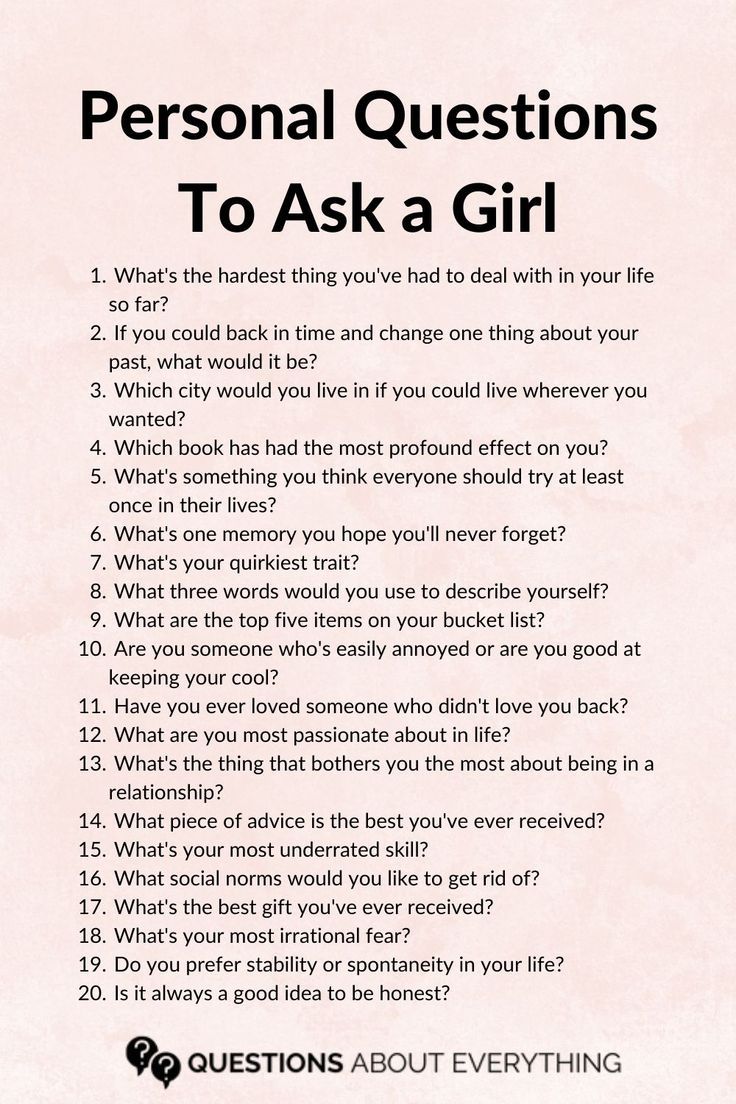 Personal Questions
To Ask a Girl
1. What's the hardest thing you've had to deal with in your life
so far?
2. If you could back in time and change one thing about your
past, what would it be?
3. Which city would you live in if you could live wherever you
wanted?
4. Which book has had the most profound effect on you?
5. What's something you think everyone should try at least
once in their lives?
6. What's one memory you hope you'll never forget?
7. What's your quirkiest trait?
8. What three words would you use to describe yourself?
9. What are the top five items on your bucket list?
10. Are you someone who's easily annoyed or are you good at
keeping your cool?
11. Have you ever loved someone who didn't love you back?
12. What are you most passionate about in life?
13. What's the thing that bothers you the most about being in a
relationship?
14. What piece of advice is the best you've ever received?
15. What's your most underrated skill?
16. What social norms would you like to get rid of?
17. What's the best gift you've ever received?
18. What's your most irrational fear?
19. Do you prefer stability or spontaneity in your life?
20. Is it always a good idea to be honest?
?? QUESTIONS ABOUT EVERYTHING